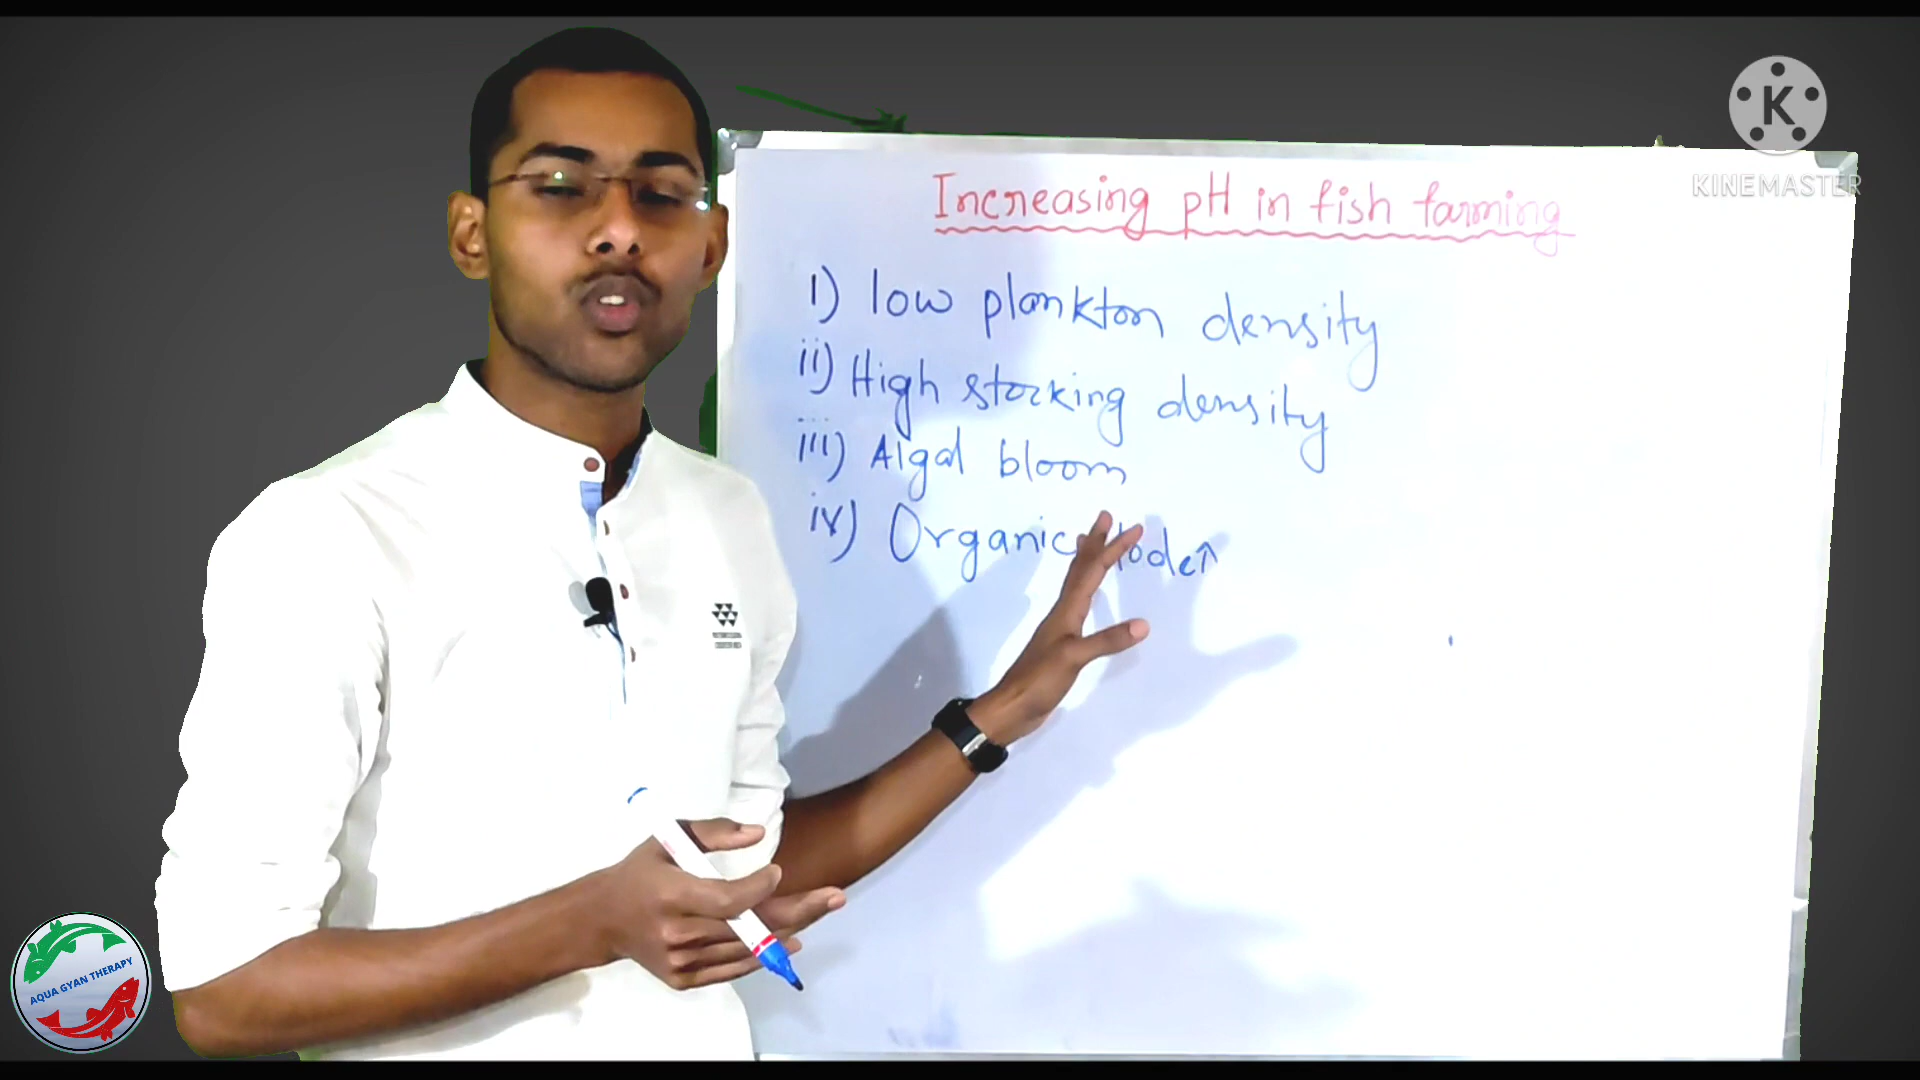 Increasing pH in fish farming
i) low plankton density
ii) High stocking density
iii) Algal bloom
iv) Organic lode↑
K
KINEMASTER
AQUA GYAN THERAPY